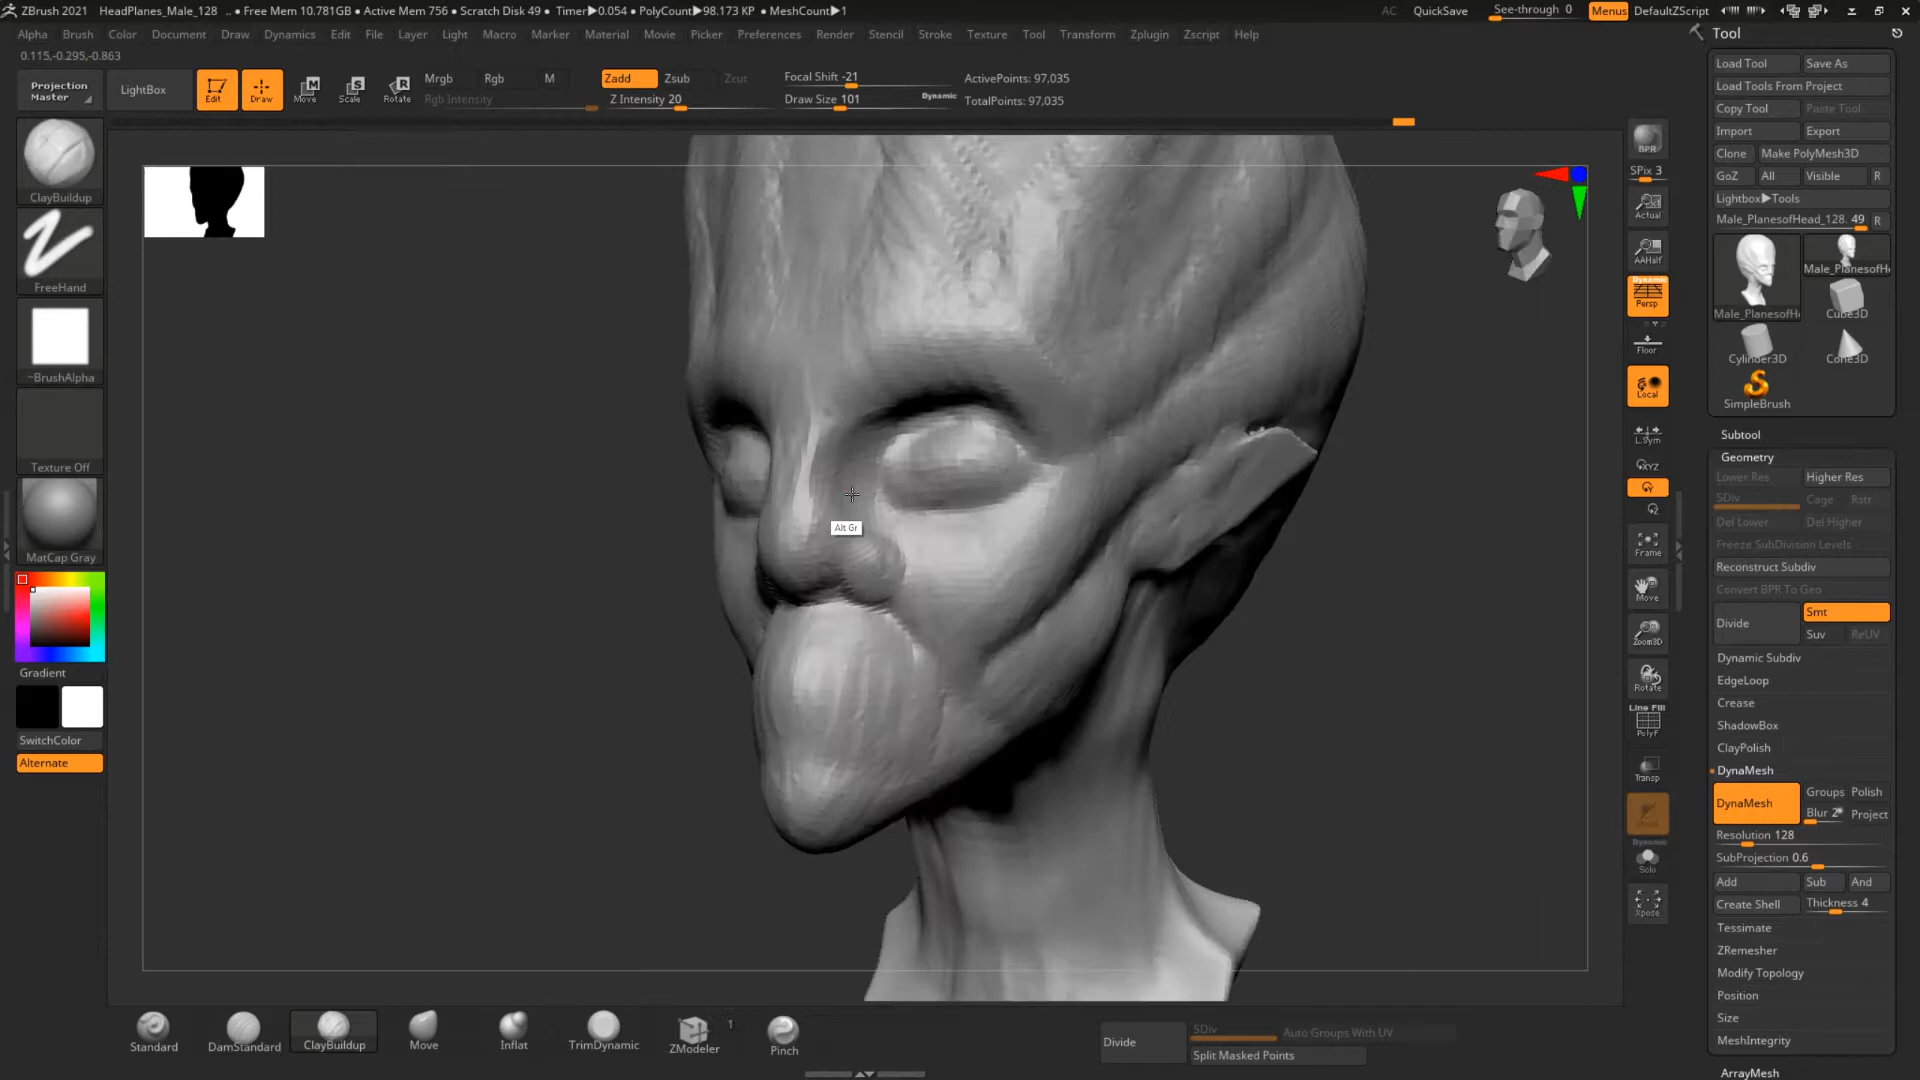 ZBrush 2021 HeadPlanes_Male_128 .. • Free Mem 10.781GB • Active Mem 756 • Scratch Disk 49 • Timer▶0.054 • PolyCount▶98.173 KP • MeshCount▶1 AC QuickSave See-through 0 Menus DefaultZScript
Alpha Brush Color Document Draw Dynamics Edit File Layer Light Macro Marker Material Movie Picker Preferences Render Stencil Stroke Texture Tool Transform Zplugin Zscript Help
Tool
0.115,-0.295,-0.863
Projection Master
LightBox
Edit
Draw
Move
Scale
Rotate
Mrgb Rgb M
Rgb Intensity
Zadd Zsub Zcut
Z Intensity 20
Focal Shift -21
Draw Size 101
Dynamic
ActivePoints: 97,035
TotalPoints: 97,035
ClayBuildup
FreeHand
~BrushAlpha
Texture Off
MatCap Gray
Gradient
SwitchColor
Alternate
Alt Gr
BPR
SPix 3
Actual
AAHalf
Dynamic
Persp
Floor
Local
L.Sym
XYZ
Frame
Move
Zoom3D
Rotate
Line Fill
PolyF
Transp
Dynamic
Solo
Xpose
Load Tool Save As
Load Tools From Project
Copy Tool Paste Tool
Import Export
Clone Make PolyMesh3D
GoZ All Visible R
Lightbox▶Tools
Male_PlanesofHead_128. 49 R
Male_PlanesofHe
Male_PlanesofHe
Cube3D
Cylinder3D
Cone3D
SimpleBrush
Subtool
Geometry
Lower Res Higher Res
SDiv Cage Rstr
Del Lower Del Higher
Freeze SubDivision Levels
Reconstruct Subdiv
Convert BPR To Geo
Divide Smt
Suv ReUV
Dynamic Subdiv
EdgeLoop
Crease
ShadowBox
ClayPolish
DynaMesh
DynaMesh Groups Polish
Blur 2 Project
Resolution 128
SubProjection 0.6
Add Sub And
Create Shell Thickness 4
Tessimate
ZRemesher
Modify Topology
Position
Size
MeshIntegrity
ArrayMesh
Standard
DamStandard
ClayBuildup
Move
Inflat
TrimDynamic
ZModeler
1
Pinch
Divide
SDiv
Auto Groups With UV
Split Masked Points